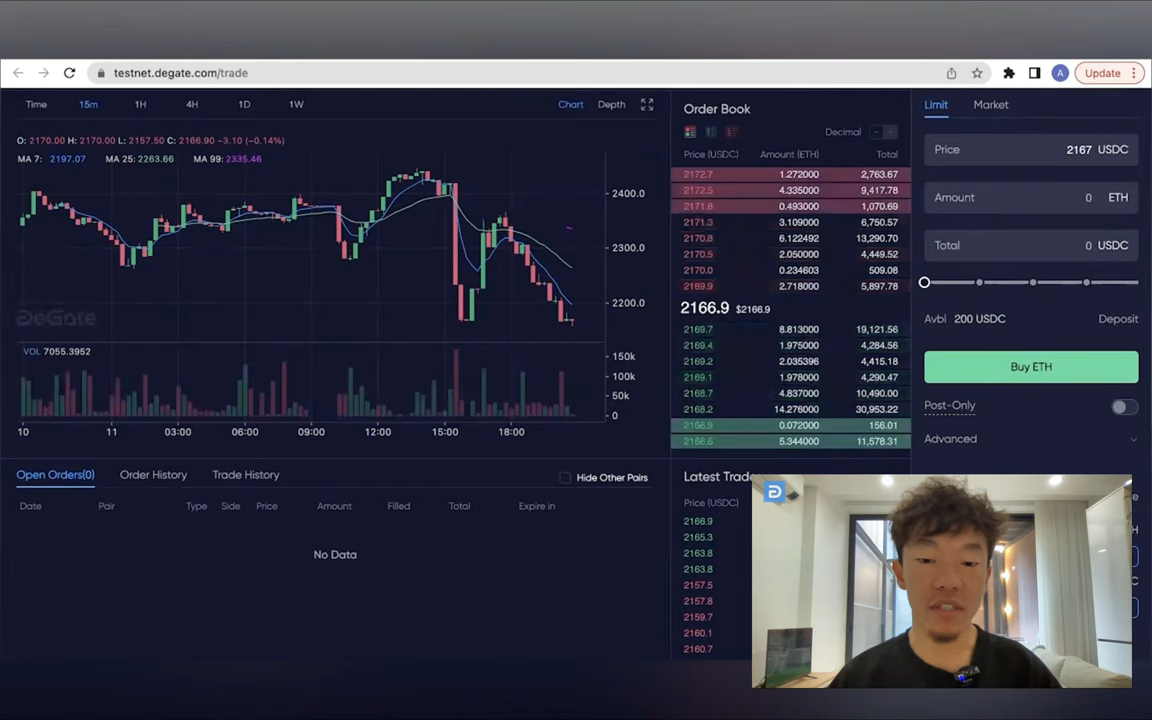 testnet.degate.com/trade
A
Update
Time 15m 1H 4H 1D 1W Chart Depth
O: 2170.00 H: 2170.00 L: 2157.50 C: 2166.90 −3.10 (−0.14%)
MA 7: 2197.07 MA 25: 2263.66 MA 99: 2335.46
2400.0
2300.0
2200.0
DeGate
VOL 7055.3952
150k
100k
50k
0
10 11 03:00 06:00 09:00 12:00 15:00 18:00
Open Orders(0) Order History Trade History Hide Other Pairs
Date Pair Type Side Price Amount Filled Total Expire in
No Data
Order Book
Decimal - +
Price (USDC) Amount (ETH) Total
2172.7 1.272000 2,763.67
2172.5 4.335000 9,417.78
2171.8 0.493000 1,070.69
2171.3 3.109000 6,750.57
2170.8 6.122492 13,290.70
2170.5 2.050000 4,449.52
2170.0 0.234603 509.08
2169.9 2.718000 5,897.78
2166.9 $2166.9
2169.7 8.813000 19,121.56
2169.4 1.975000 4,284.56
2169.2 2.035396 4,415.18
2169.1 1.978000 4,290.47
2168.7 4.837000 10,490.00
2168.2 14.276000 30,953.22
2166.9 0.072000 156.01
2166.6 5.344000 11,578.31
Latest Trade
Price (USDC)
2166.9
2165.3
2163.8
2163.8
2157.5
2157.8
2159.7
2160.1
2160.7
Limit Market
Price 2167 USDC
Amount 0 ETH
Total 0 USDC
Avbl 200 USDC Deposit
Buy ETH
Post-Only
Advanced